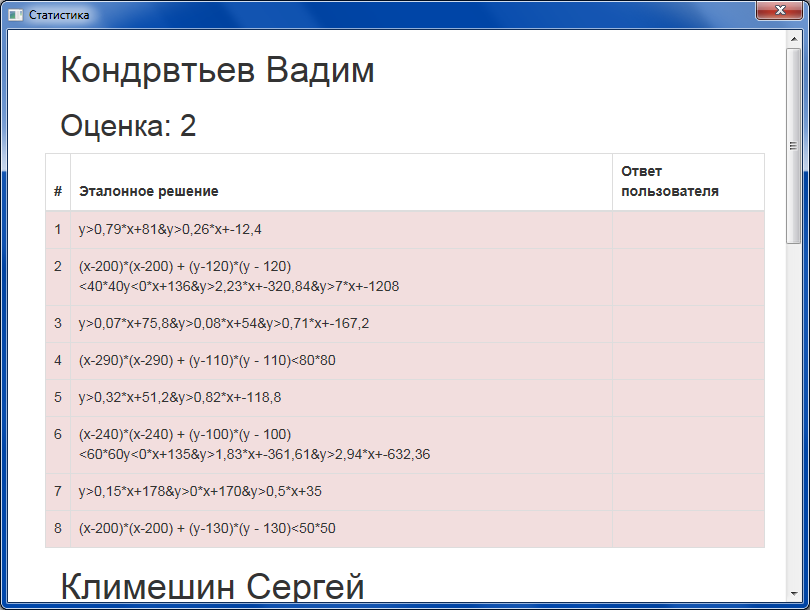 Статистика
Кондрвтьев Вадим
Оценка: 2
# Эталонное решение Ответ
пользователя
1 y>0,79*x+81&y>0,26*x+-12,4
2 (x-200)*(x-200) + (y-120)*(y - 120)
<40*40y<0*x+136&y>2,23*x+-320,84&y>7*x+-1208
3 y>0,07*x+75,8&y>0,08*x+54&y>0,71*x+-167,2
4 (x-290)*(x-290) + (y-110)*(y - 110)<80*80
5 y>0,32*x+51,2&y>0,82*x+-118,8
6 (x-240)*(x-240) + (y-100)*(y - 100)
<60*60y<0*x+135&y>1,83*x+-361,61&y>2,94*x+-632,36
7 y>0,15*x+178&y>0*x+170&y>0,5*x+35
8 (x-200)*(x-200) + (y-130)*(y - 130)<50*50
Климешин Сергей